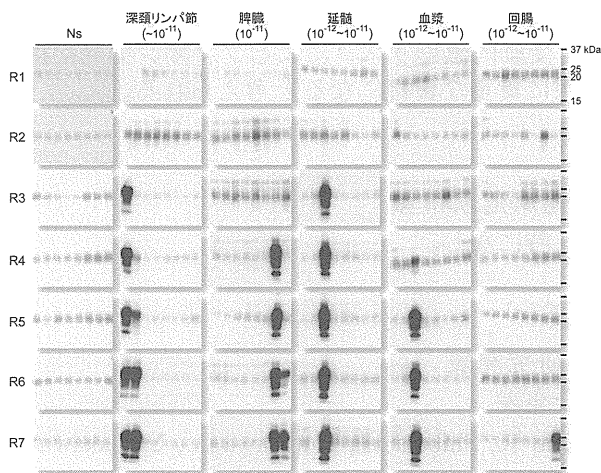 Ns 深頚リンパ節 脾臓 延髄 血漿 回腸
(~10-11) (10-11) (10-12~10-11) (10-12~10-11) (10-12~10-11)
37 kDa
R1
25
20
15
R2
R3
R4
R5
R6
R7